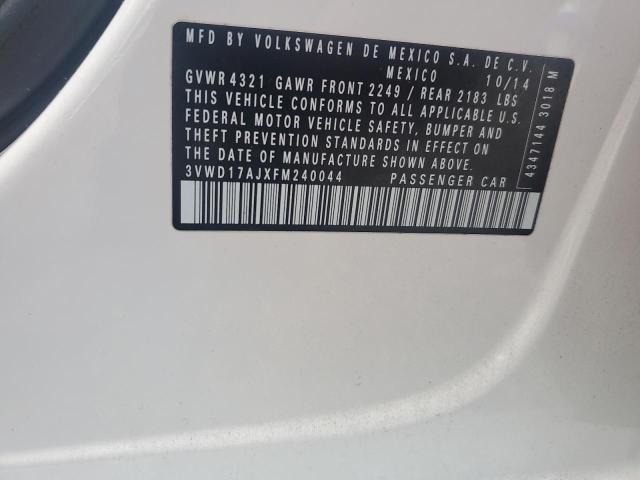 MFD BY VOLKSWAGEN DE MEXICO S.A. DE C.V.
MEXICO 10/14
GVWR 4321 GAWR FRONT 2249 / REAR 2183 LBS
THIS VEHICLE CONFORMS TO ALL APPLICABLE U.S.
FEDERAL MOTOR VEHICLE SAFETY, BUMPER AND
THEFT PREVENTION STANDARDS IN EFFECT ON
THE DATE OF MANUFACTURE SHOWN ABOVE.
3VWD17AJXFM240044 PASSENGER CAR
4347144 3018 M